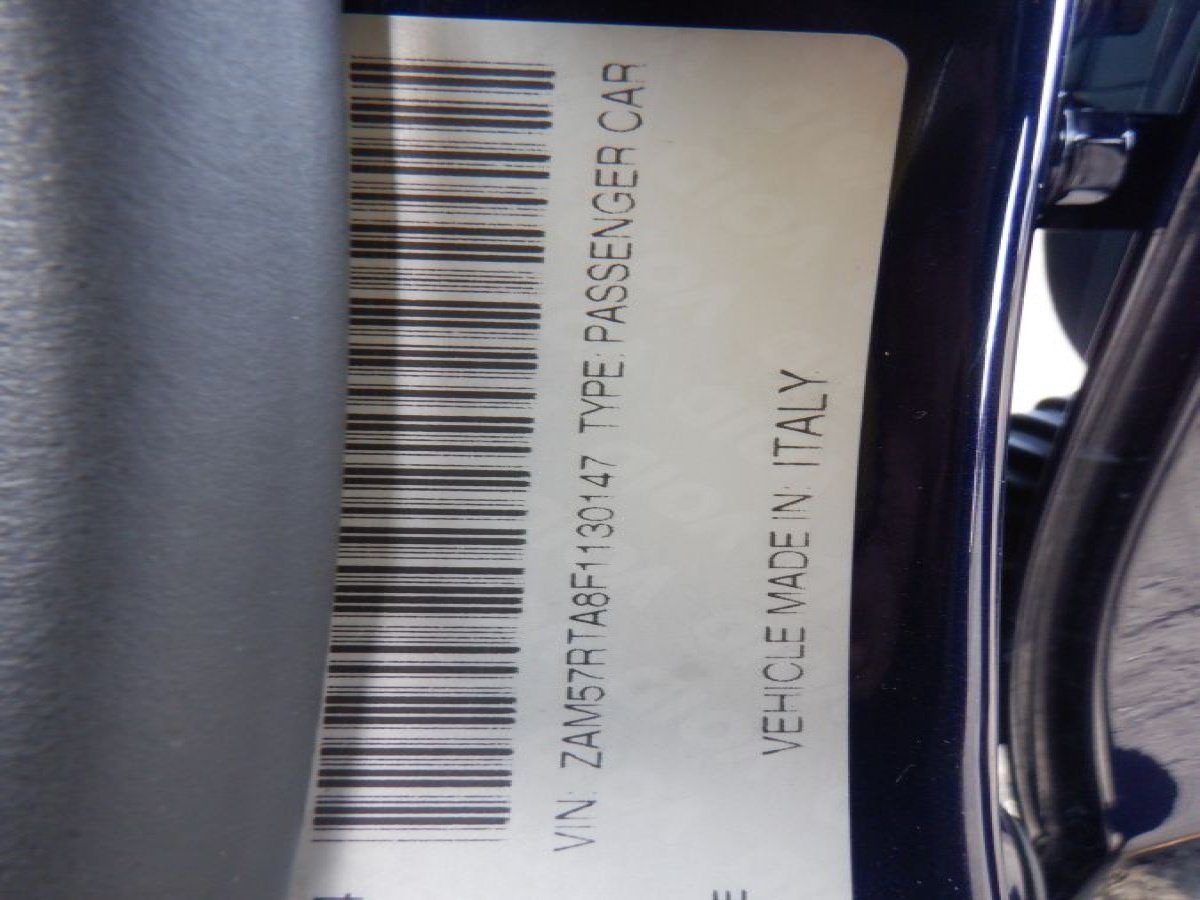 VIN: ZAM57RTA8F1130147 TYPE: PASSENGER CAR
VEHICLE MADE IN: ITALY